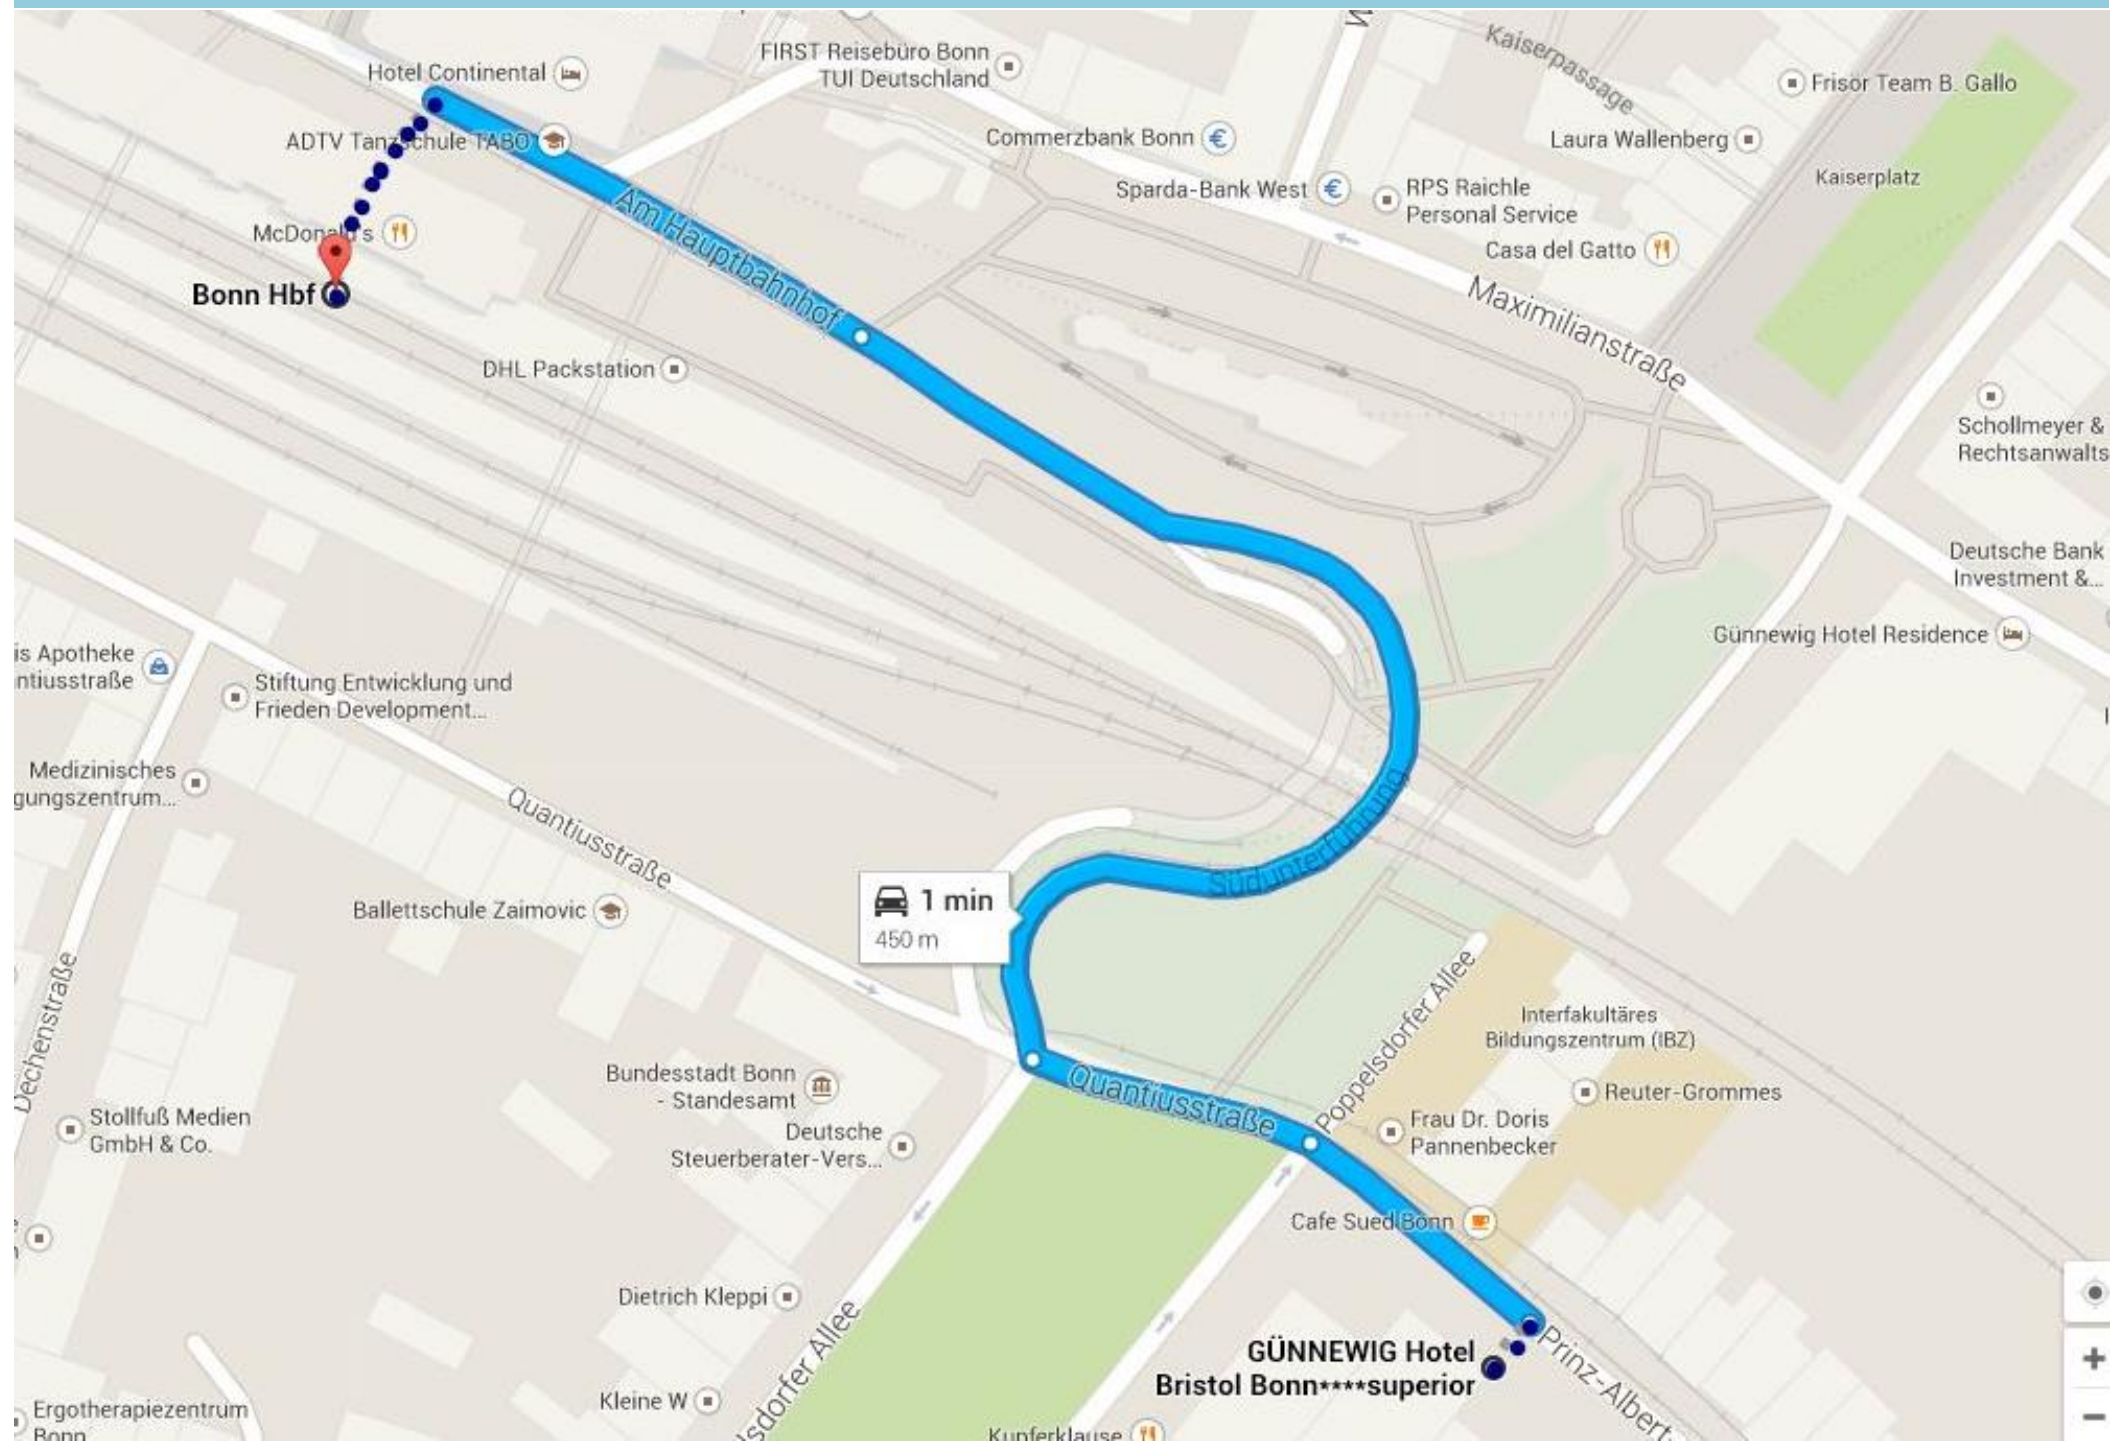 Kaiserpassage
FIRST Reisebüro Bonn
TUI Deutschland
Hotel Continental
Frisör Team B. Gallo
Commerzbank Bonn
Laura Wallenberg
ADTV Tanzschule TABO
Kaiserplatz
Sparda-Bank West
RPS Raichle
Personal Service
Am Hauptbahnhof
McDonald's
Casa del Gatto
Bonn Hbf
Maximilianstraße
DHL Packstation
Schollmeyer &
Rechtsanwalts
Deutsche Bank
Investment &...
Günnewig Hotel Residence
is Apotheke
ntiusstraße
Stiftung Entwicklung und
Frieden Development...
Medizinisches
gungszentrum...
Quantiusstraße
Südunterführung
1 min
450 m
Ballettschule Zaimovic
Dechenstraße
Poppelsdorfer Allee
Interfakultäres
Bildungszentrum (IBZ)
Bundesstadt Bonn
- Standesamt
Quantiusstraße
Reuter-Grommes
Stollfuß Medien
GmbH & Co.
Deutsche
Steuerberater-Vers...
Frau Dr. Doris
Pannenbecker
Cafe Sued Bonn
Dietrich Kleppi
GÜNNEWIG Hotel
Bristol Bonn****superior
Prinz-Albert-
lsdorfer Allee
Kleine W
Ergotherapiezentrum
Bonn
Kupferklause
+
−